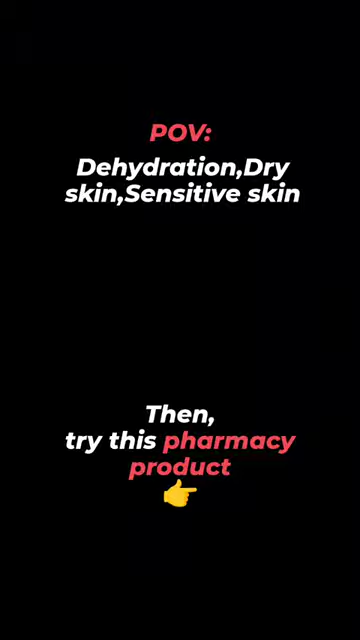 POV:
Dehydration,Dry
skin,Sensitive skin
Then,
try this pharmacy
product